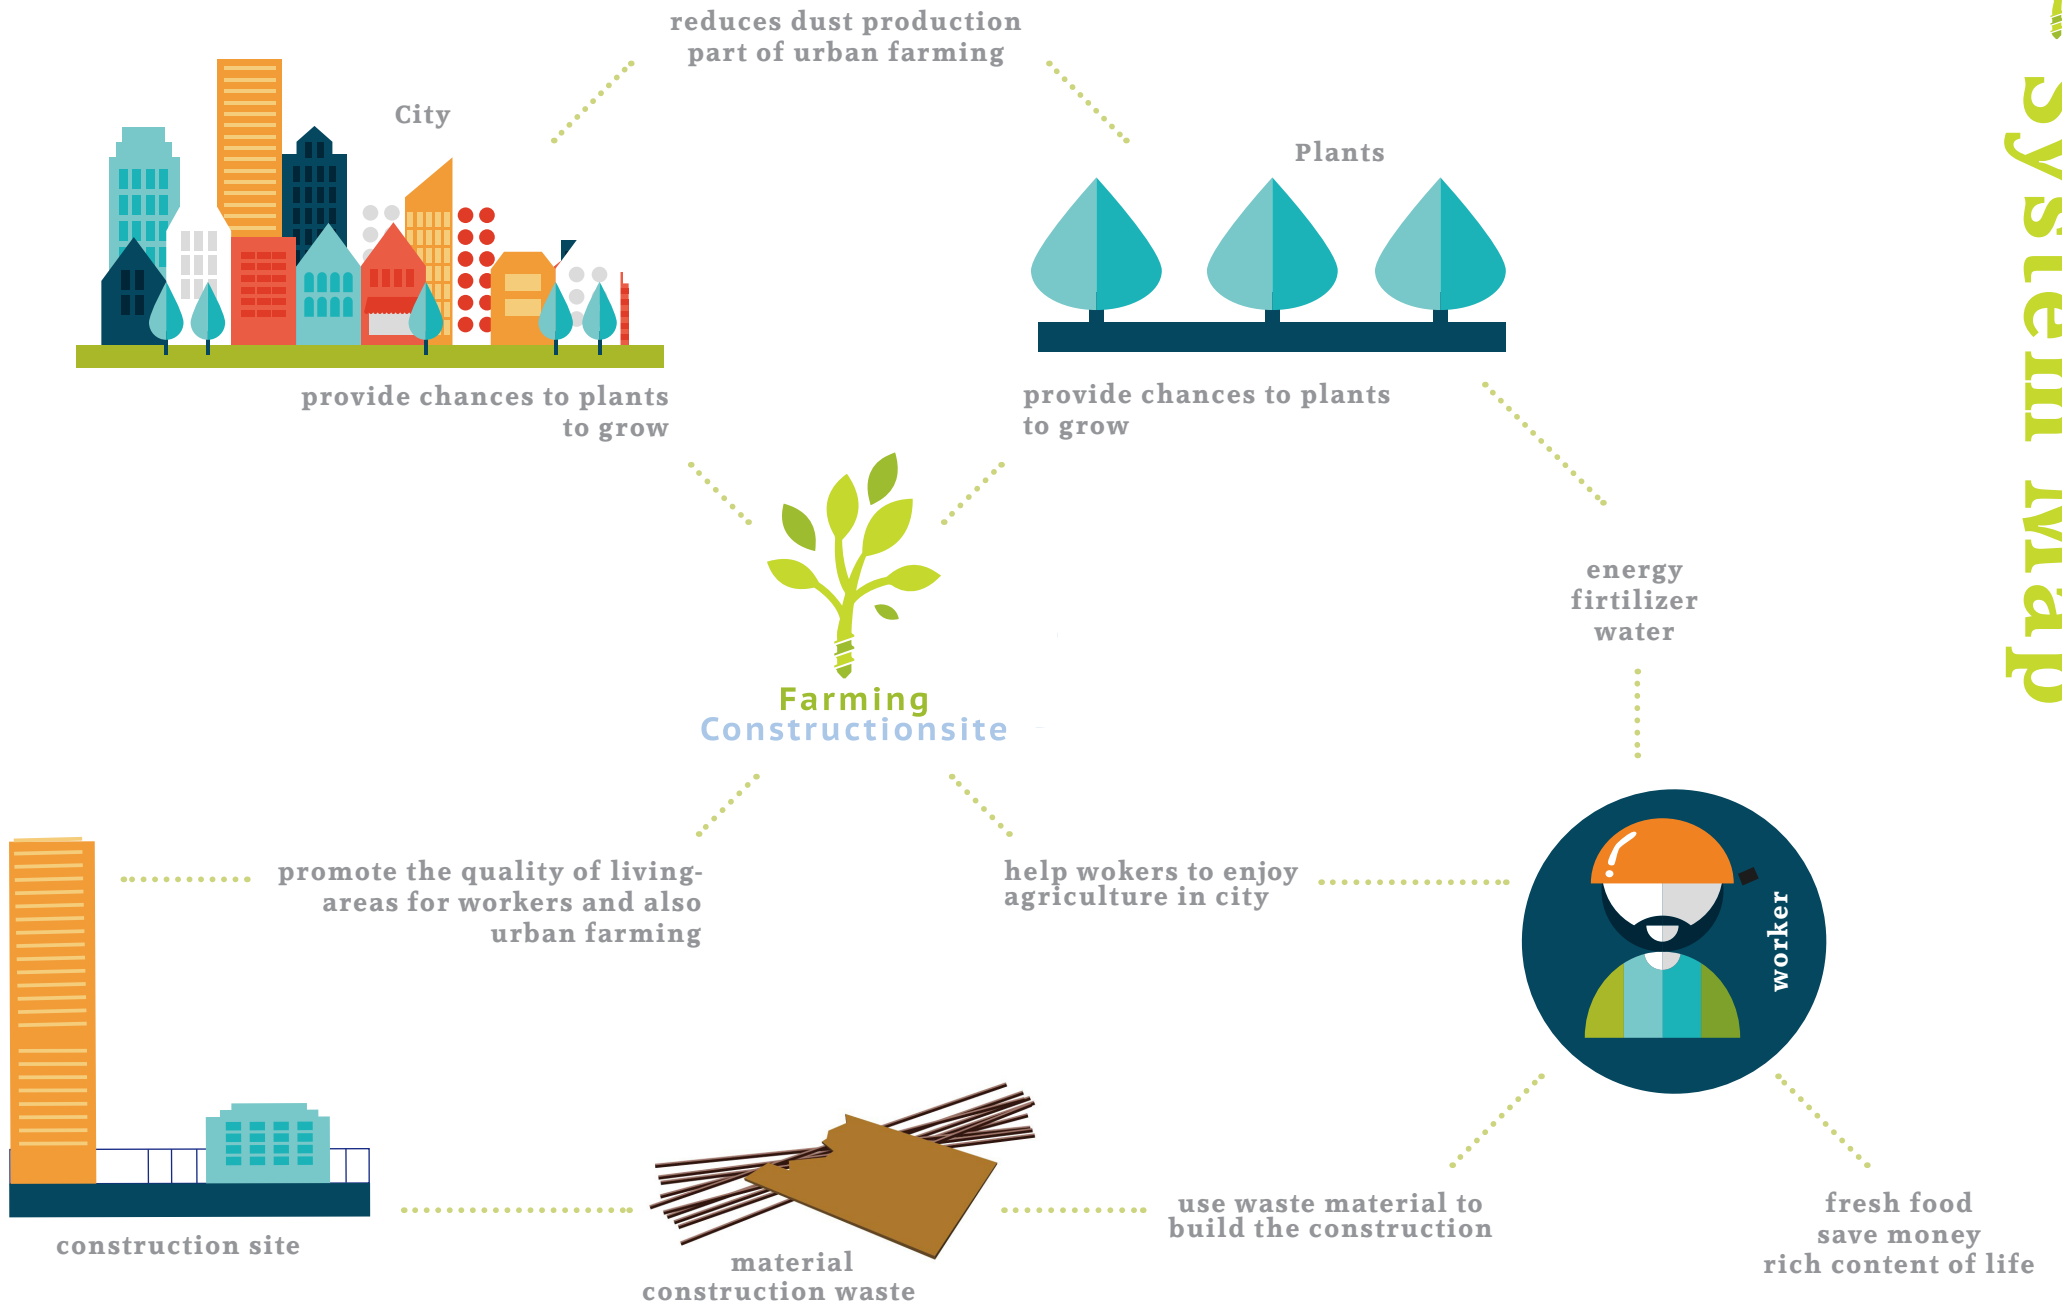 reduces dust production
part of urban farming
City
Plants
provide chances to plants
to grow
provide chances to plants
to grow
System Map
energy
firtilizer
water
Farming
Constructionsite
promote the quality of living-
areas for workers and also
urban farming
help wokers to enjoy
agriculture in city
worker
construction site
material
construction waste
use waste material to
build the construction
fresh food
save money
rich content of life